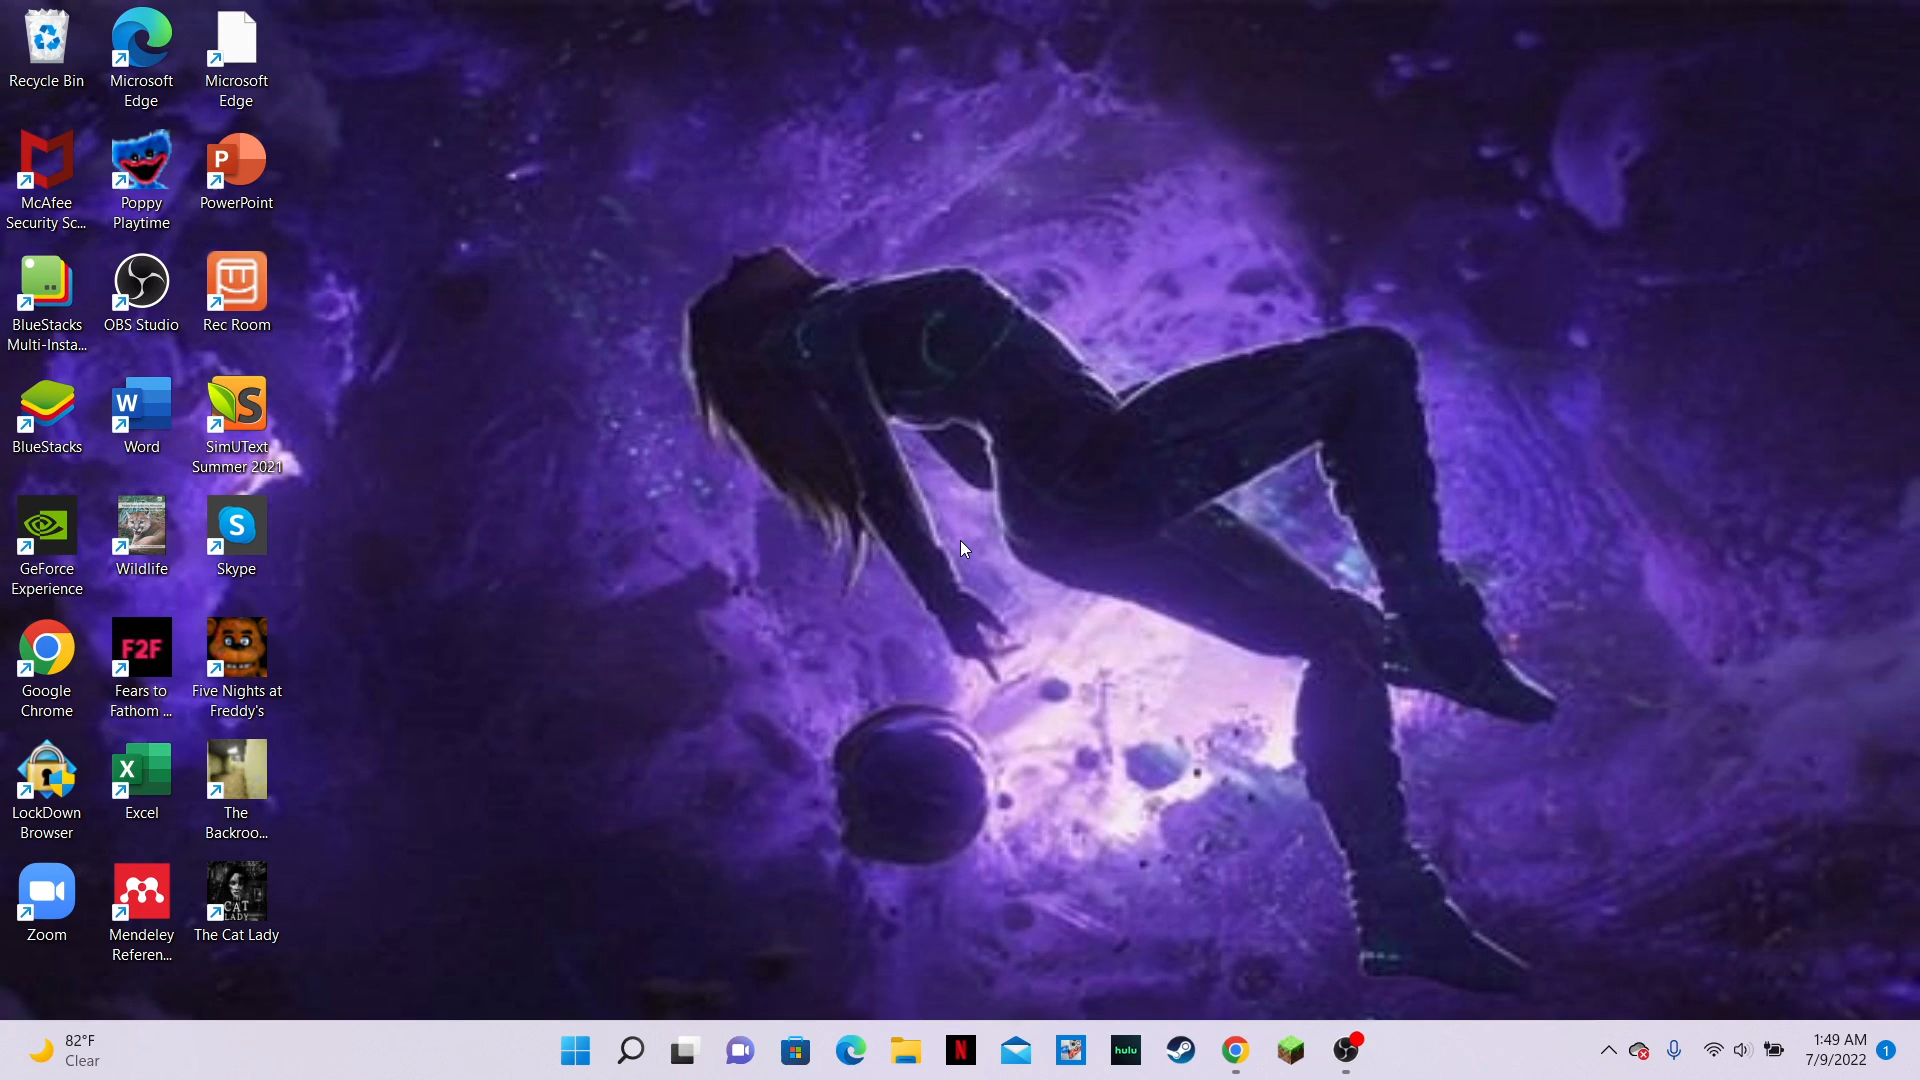 Recycle Bin
Microsoft
Edge
Microsoft
Edge
McAfee
Security Sc...
Poppy
Playtime
P
PowerPoint
BlueStacks
Multi-Insta...
OBS Studio
Rec Room
BlueStacks
W
Word
S
SimUText
Summer 2021
GeForce
Experience
Wildlife
S
Skype
Google
Chrome
F2F
Fears to
Fathom ...
Five Nights at
Freddy's
LockDown
Browser
X
Excel
The
Backroo...
Zoom
Mendeley
Referen...
CAT
LADY
The Cat Lady
82°F
Clear
N
hulu
1:49 AM
7/9/2022
1